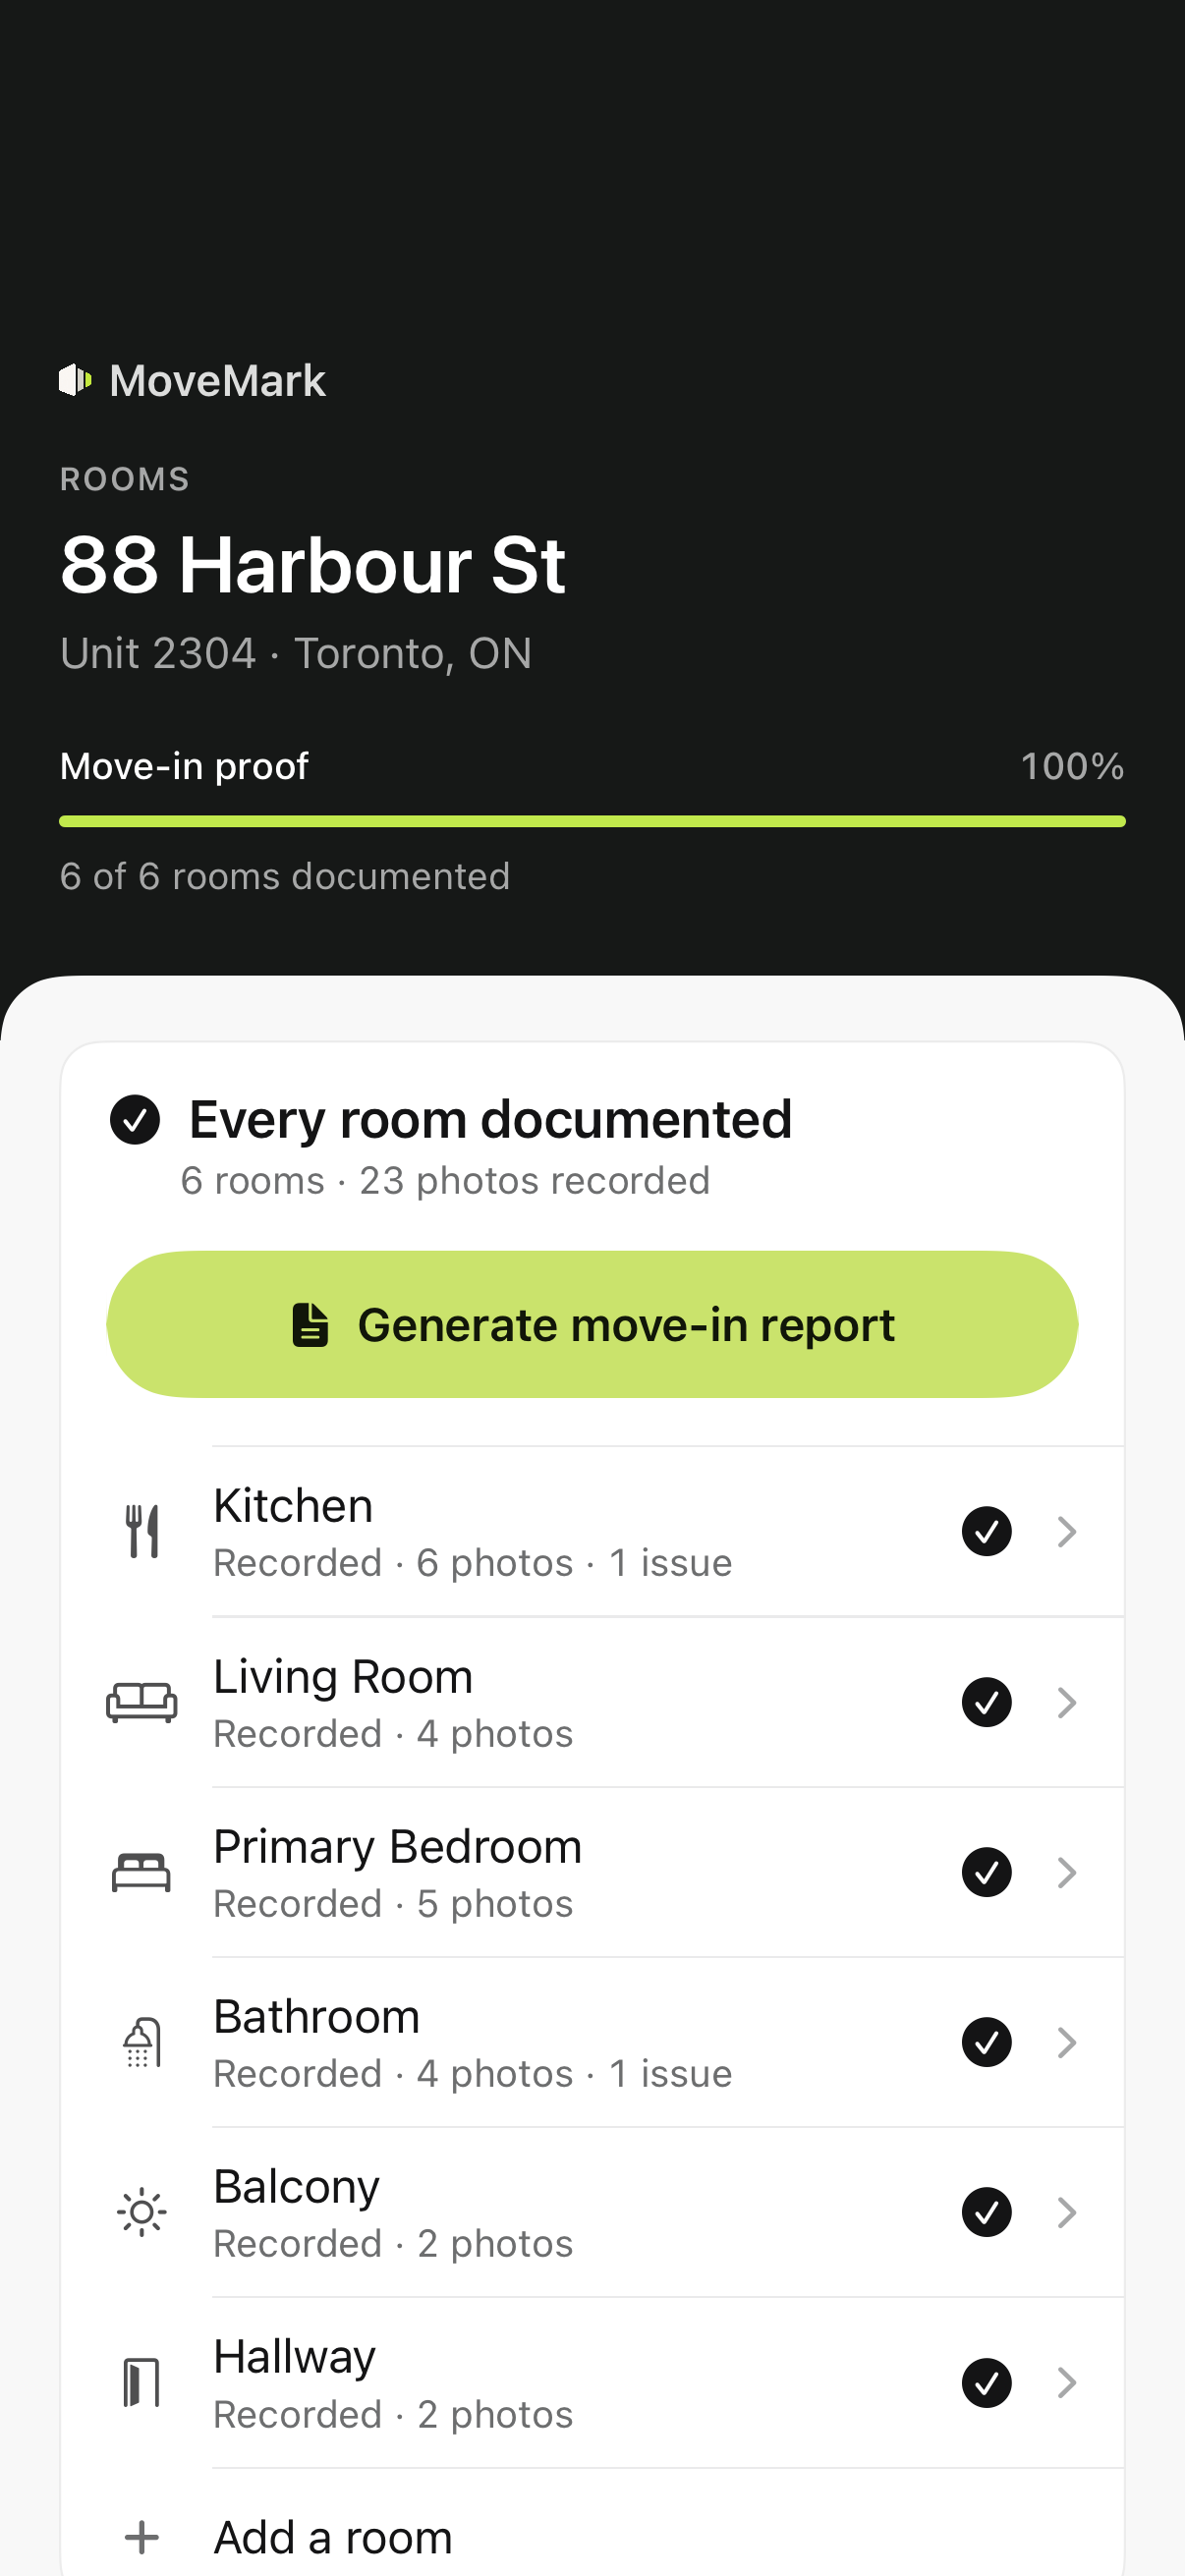 MoveMark
ROOMS
88 Harbour St
Unit 2304 · Toronto, ON
Move-in proof 100%
6 of 6 rooms documented
Every room documented
6 rooms · 23 photos recorded
Generate move-in report
Kitchen
Recorded · 6 photos · 1 issue
Living Room
Recorded · 4 photos
Primary Bedroom
Recorded · 5 photos
Bathroom
Recorded · 4 photos · 1 issue
Balcony
Recorded · 2 photos
Hallway
Recorded · 2 photos
Add a room